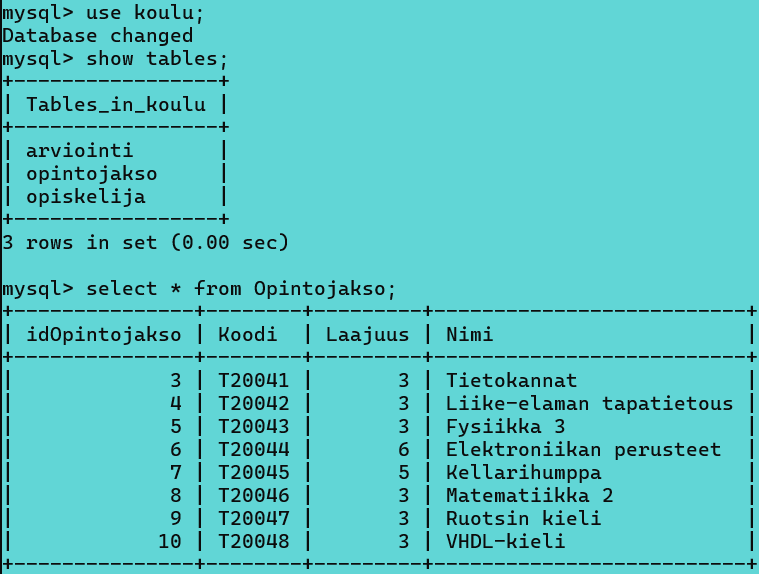 mysql> use koulu;
Database changed
mysql> show tables;
+-----------------+
| Tables_in_koulu |
+-----------------+
| arviointi       |
| opintojakso     |
| opiskelija      |
+-----------------+
3 rows in set (0.00 sec)

mysql> select * from Opintojakso;
+---------------+--------+---------+--------------------------+
| idOpintojakso | Koodi  | Laajuus | Nimi                     |
+---------------+--------+---------+--------------------------+
|             3 | T20041 |       3 | Tietokannat              |
|             4 | T20042 |       3 | Liike-elaman tapatietous |
|             5 | T20043 |       3 | Fysiikka 3               |
|             6 | T20044 |       6 | Elektroniikan perusteet  |
|             7 | T20045 |       5 | Kellarihumppa            |
|             8 | T20046 |       3 | Matematiikka 2           |
|             9 | T20047 |       3 | Ruotsin kieli            |
|            10 | T20048 |       3 | VHDL-kieli               |
+---------------+--------+---------+--------------------------+